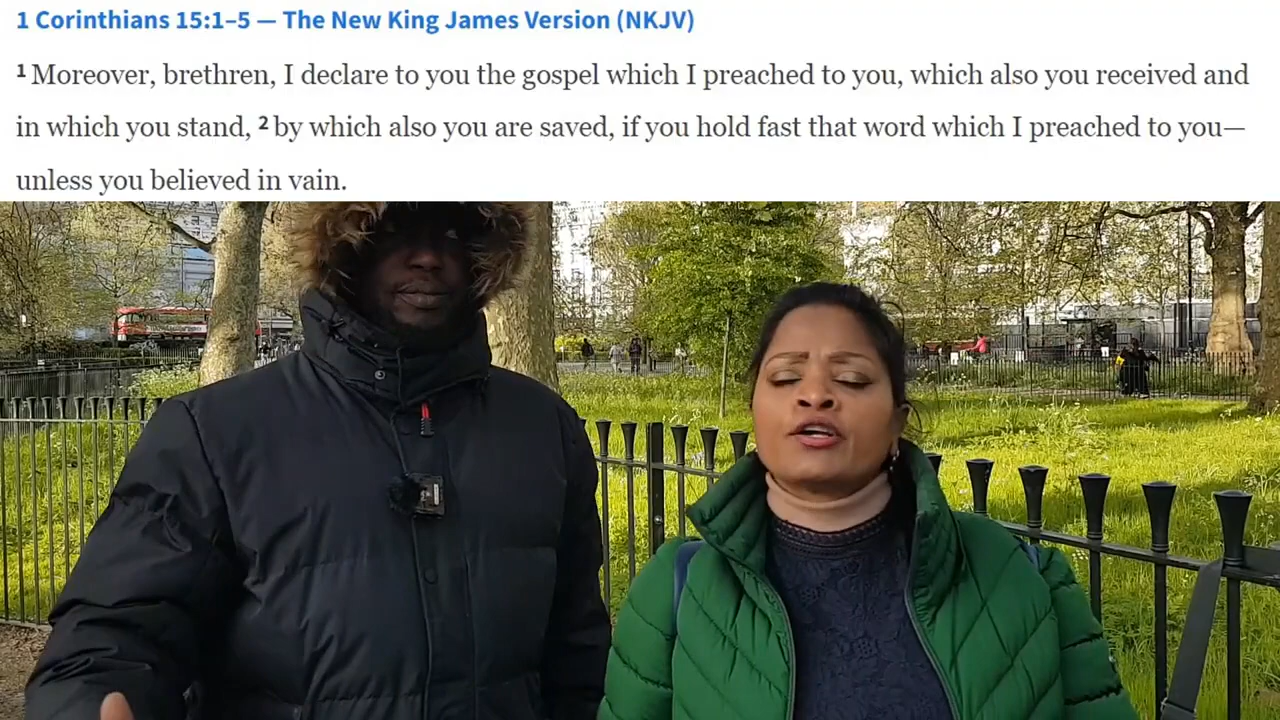 1 Corinthians 15:1–5 — The New King James Version (NKJV)
1 Moreover, brethren, I declare to you the gospel which I preached to you, which also you received and
in which you stand, 2 by which also you are saved, if you hold fast that word which I preached to you—
unless you believed in vain.